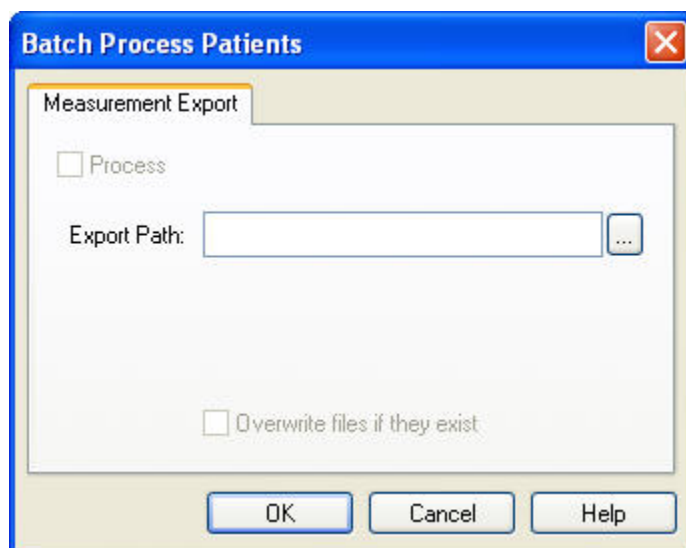 Batch Process Patients
Measurement Export
Process
Export Path:
...
Overwrite files if they exist
OK Cancel Help